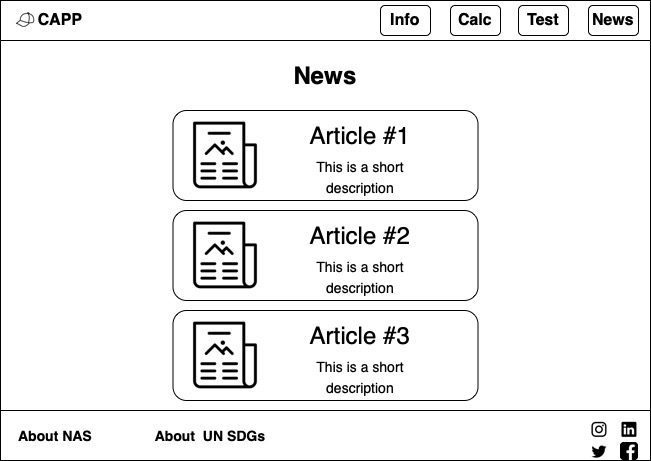 CAPP
Info
Calc
Test
News
News
Article #1
This is a short
description
Article #2
This is a short
description
Article #3
This is a short
description
About NAS
About  UN SDGs